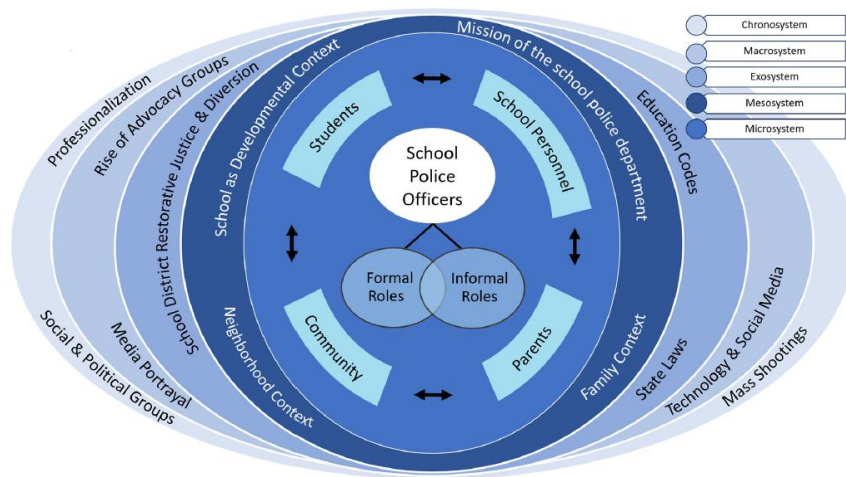 Chronosystem
Macrosystem
Exosystem
Mesosystem
Microsystem
Professionalization
Rise of Advocacy Groups
School District Restorative Justice & Diversion
School as Developmental Context
Mission of the school police department
Education Codes
Students
School Personnel
School
Police
Officers
Formal
Roles
Informal
Roles
Community
Parents
Neighborhood Context
Family Context
Media Portrayal
State Laws
Social & Political Groups
Technology & Social Media
Mass Shootings